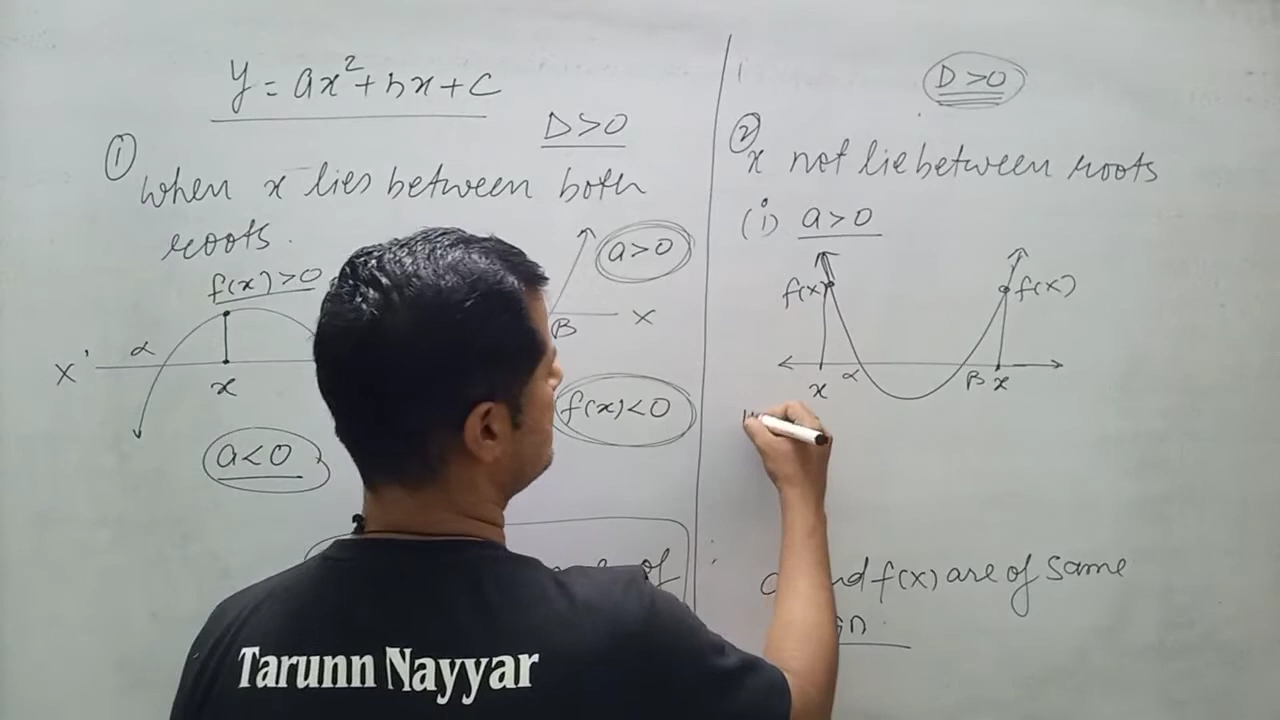 y = ax² + bx + c
D > 0
①
when x lies between both
roots.
f(x) > 0
a > 0
α
β
x
X'
x
f(x) < 0
a < 0
of
D > 0
②
x not lie between roots
(i) a > 0
f(x)
f(x)
x α
β x
f(x) are of same
Tarunn Nayyar